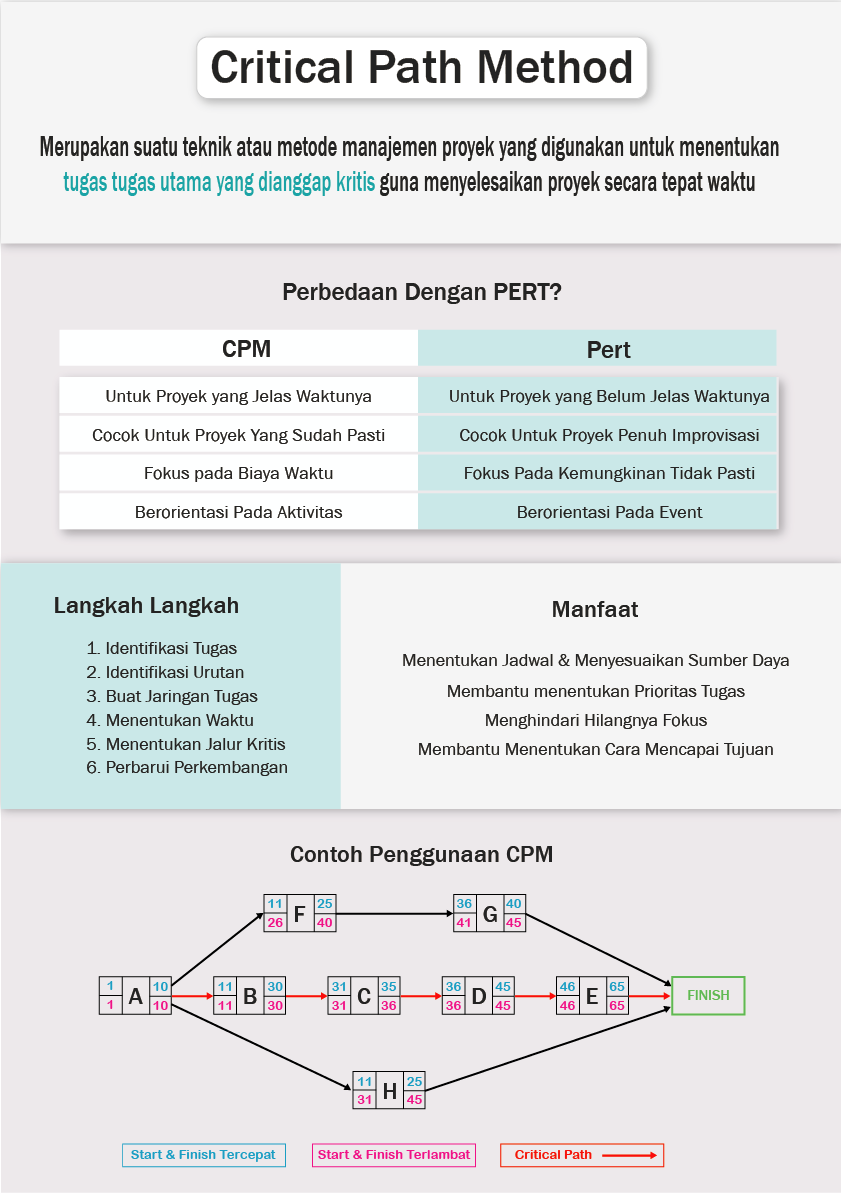 Critical Path Method
Merupakan suatu teknik atau metode manajemen proyek yang digunakan untuk menentukan
tugas tugas utama yang dianggap kritis guna menyelesaikan proyek secara tepat waktu
Perbedaan Dengan PERT?
CPM Pert
Untuk Proyek yang Jelas Waktunya Untuk Proyek yang Belum Jelas Waktunya
Cocok Untuk Proyek Yang Sudah Pasti Cocok Untuk Proyek Penuh Improvisasi
Fokus pada Biaya Waktu Fokus Pada Kemungkinan Tidak Pasti
Berorientasi Pada Aktivitas Berorientasi Pada Event
Langkah Langkah
1. Identifikasi Tugas
2. Identifikasi Urutan
3. Buat Jaringan Tugas
4. Menentukan Waktu
5. Menentukan Jalur Kritis
6. Perbarui Perkembangan
Manfaat
Menentukan Jadwal & Menyesuaikan Sumber Daya
Membantu menentukan Prioritas Tugas
Menghindari Hilangnya Fokus
Membantu Menentukan Cara Mencapai Tujuan
Contoh Penggunaan CPM
11 F 25
26 40
36 G 40
41 45
1 A 10
1 10
11 B 30
11 30
31 C 35
31 36
36 D 45
36 45
46 E 65
46 65
FINISH
11 H 25
31 45
Start & Finish Tercepat
Start & Finish Terlambat
Critical Path